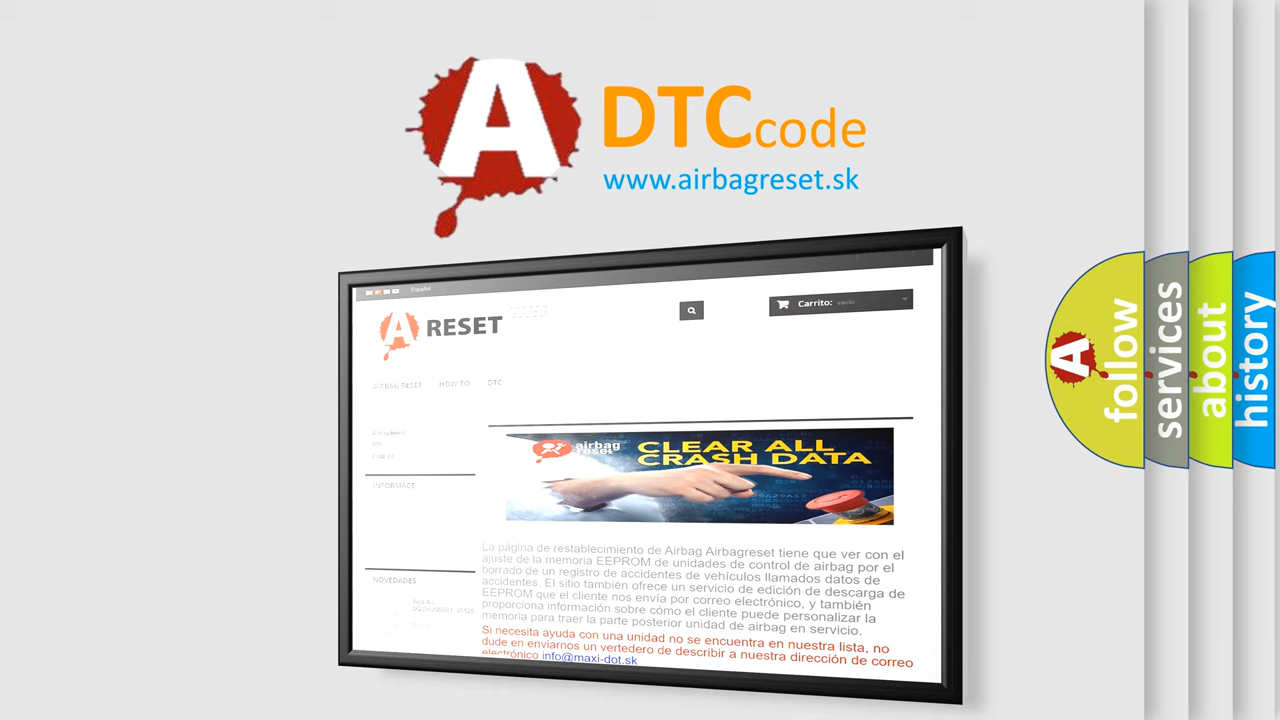 A
DTCcode
www.airbagreset.sk
Español
A RESET
Carrito: vacío
AIRBAG RESET HOW TO DTC
INFORMACE
NOVEDADES
airbag
reset
CLEAR ALL
CRASH DATA
La página de restablecimiento de Airbag Airbagreset tiene que ver con el
ajuste de la memoria EEPROM de unidades de control de airbag por el
borrado de un registro de accidentes de vehículos llamados datos de
accidentes. El sitio también ofrece un servicio de edición de descarga de
EEPROM que el cliente nos envía por correo electrónico, y también
proporciona información sobre cómo el cliente puede personalizar la
memoria para traer la parte posterior unidad de airbag en servicio.
Si necesita ayuda con una unidad no se encuentra en nuestra lista, no
dude en enviarnos un vertedero de describir a nuestra dirección de correo
electrónico info@maxi-dot.sk
A
follow
services
about
history